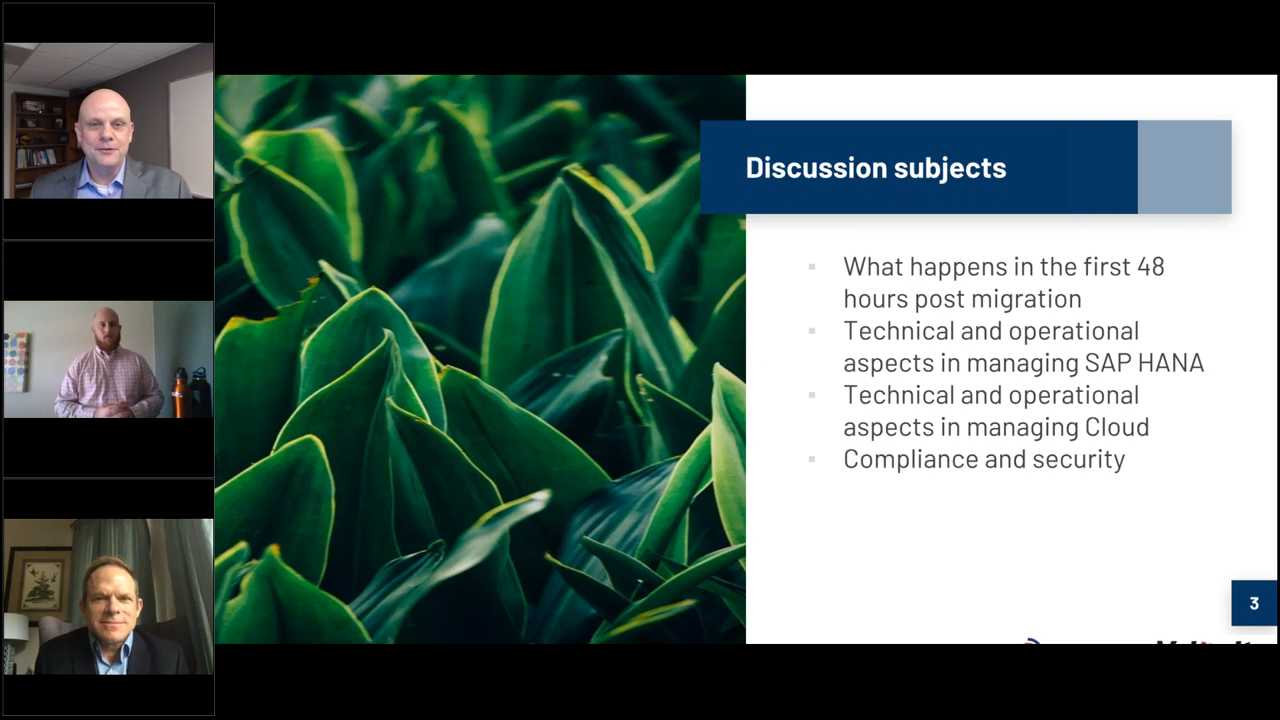 Discussion subjects
What happens in the first 48
hours post migration
Technical and operational
aspects in managing SAP HANA
Technical and operational
aspects in managing Cloud
Compliance and security
3